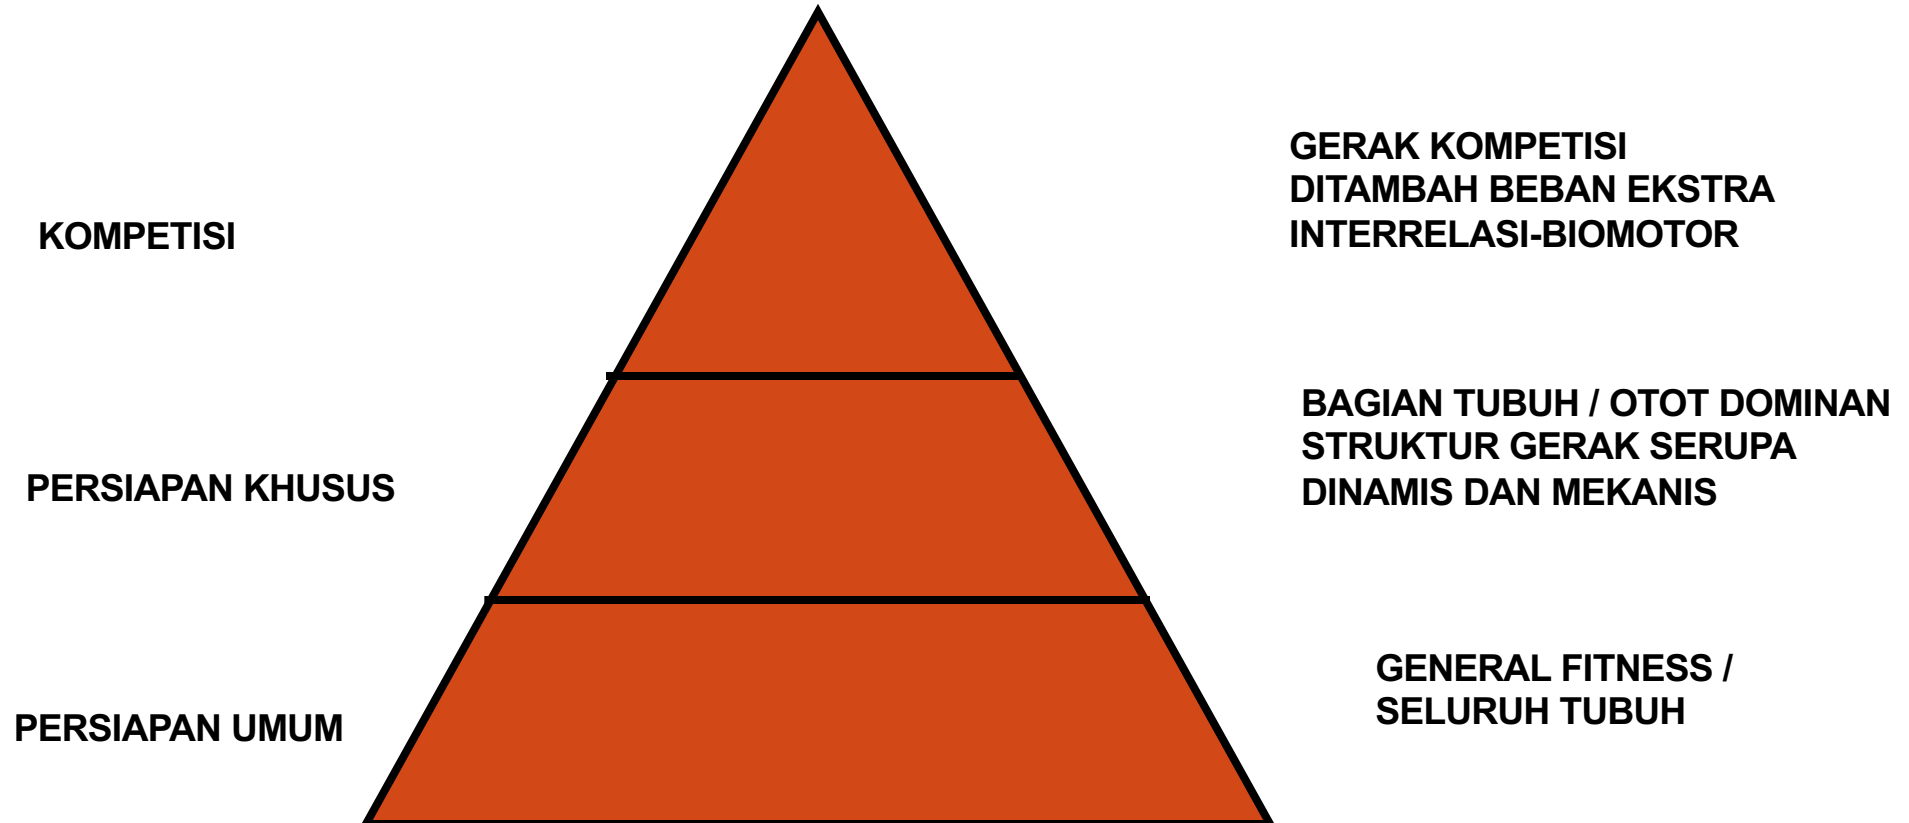 KOMPETISI
GERAK KOMPETISI
DITAMBAH BEBAN EKSTRA
INTERRELASI-BIOMOTOR
PERSIAPAN KHUSUS
BAGIAN TUBUH / OTOT DOMINAN
STRUKTUR GERAK SERUPA
DINAMIS DAN MEKANIS
PERSIAPAN UMUM
GENERAL FITNESS /
SELURUH TUBUH